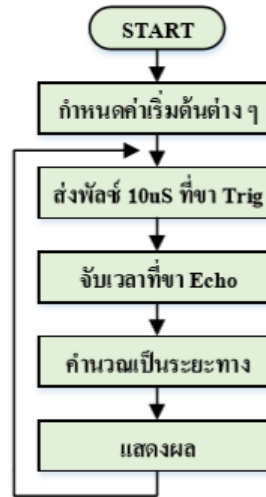 START
กำหนดค่าเริ่มต้นต่าง ๆ
ส่งพัลซ์ 10uS ที่ขา Trig
จับเวลาที่ขา Echo
คำนวณเป็นระยะทาง
แสดงผล